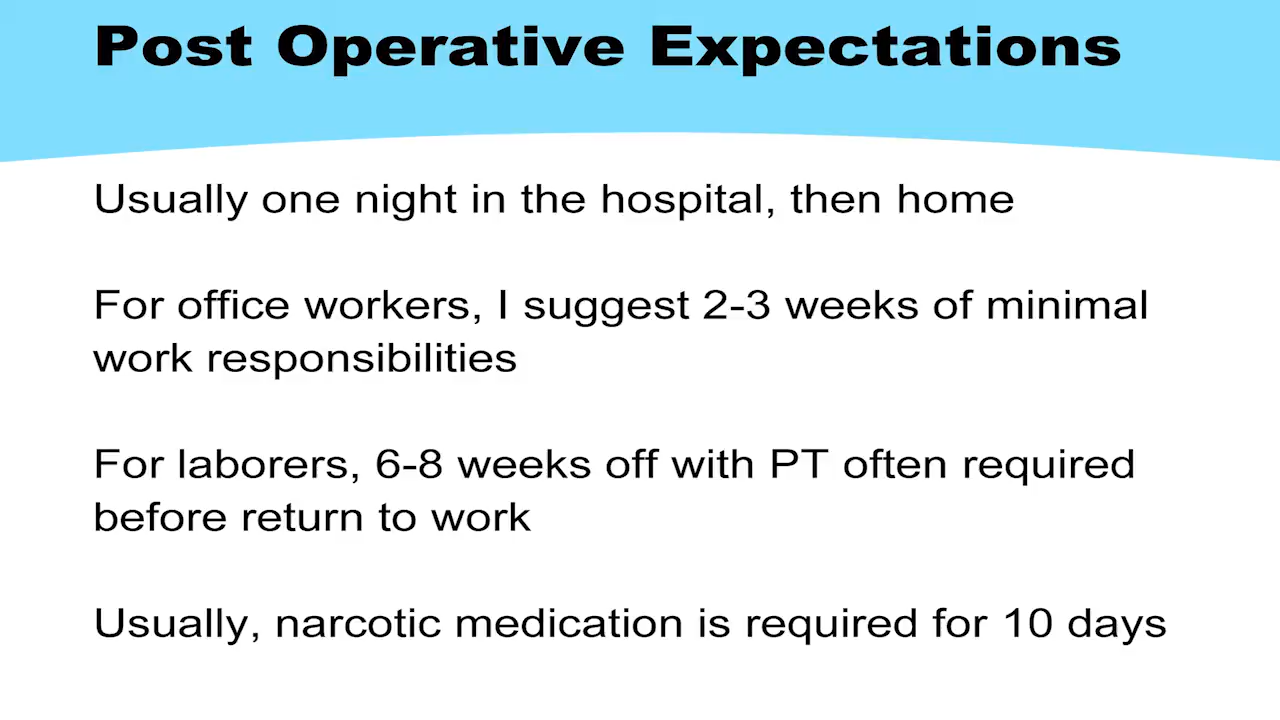 Post Operative Expectations
Usually one night in the hospital, then home
For office workers, I suggest 2-3 weeks of minimal
work responsibilities
For laborers, 6-8 weeks off with PT often required
before return to work
Usually, narcotic medication is required for 10 days